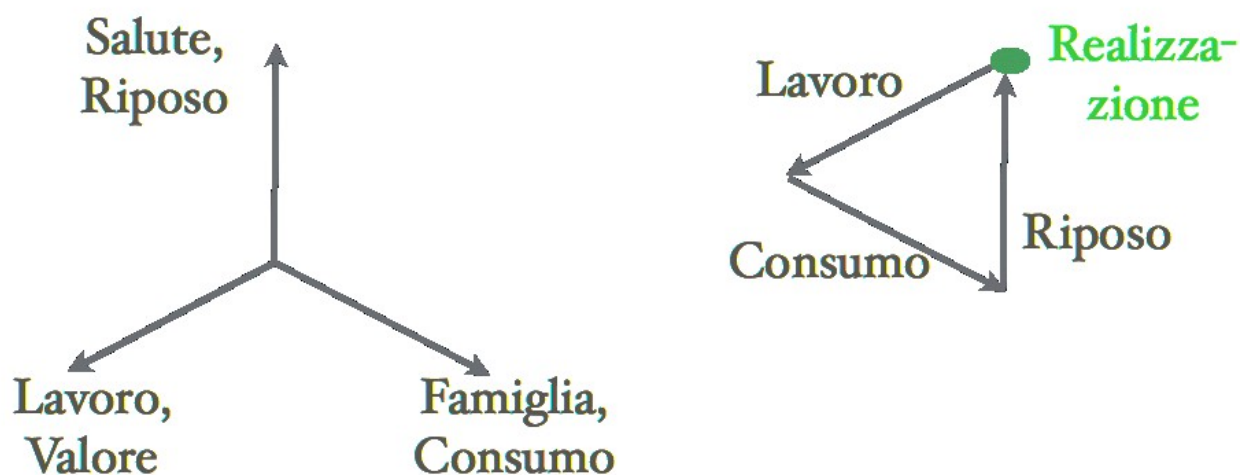 Salute,
Riposo
Lavoro,
Valore
Famiglia,
Consumo
Lavoro
Realizza-
zione
Consumo
Riposo